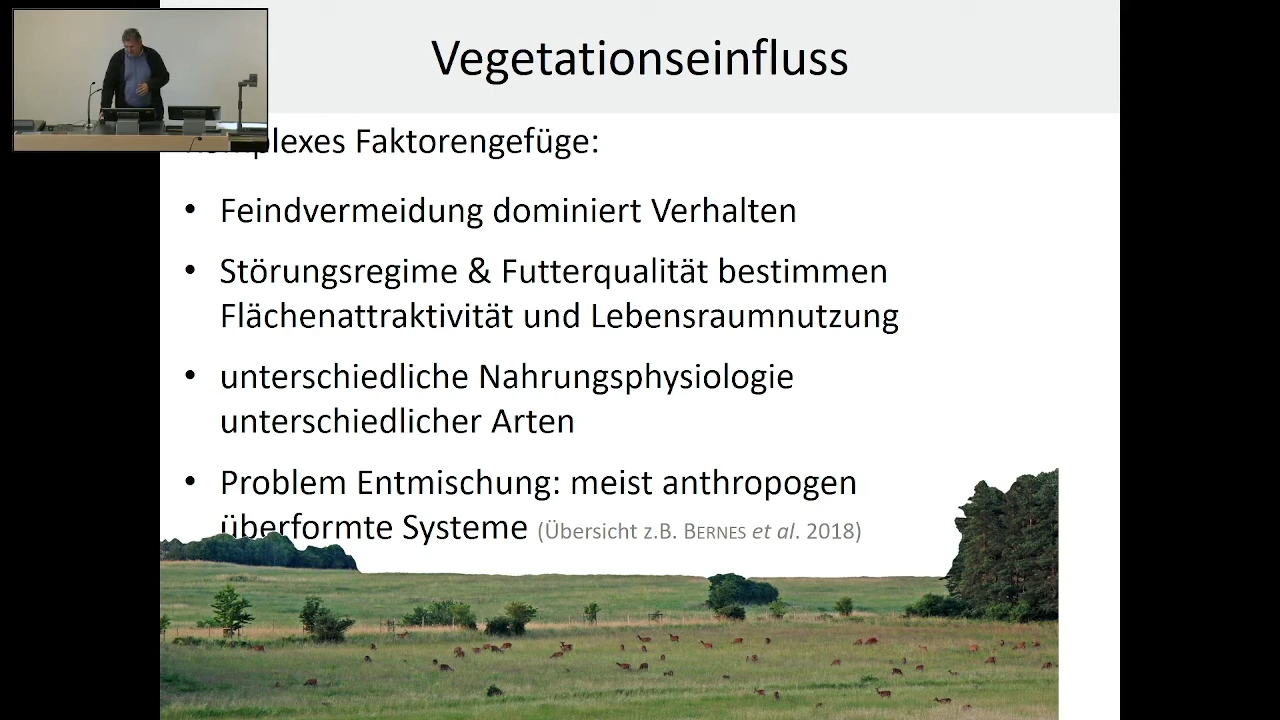 Vegetationseinfluss
Faktorengefüge:
• Feindvermeidung dominiert Verhalten
• Störungsregime & Futterqualität bestimmen
Flächenattraktivität und Lebensraumnutzung
• unterschiedliche Nahrungsphysiologie
unterschiedlicher Arten
• Problem Entmischung: meist anthropogen
überformte Systeme (Übersicht z.B. BERNES et al. 2018)